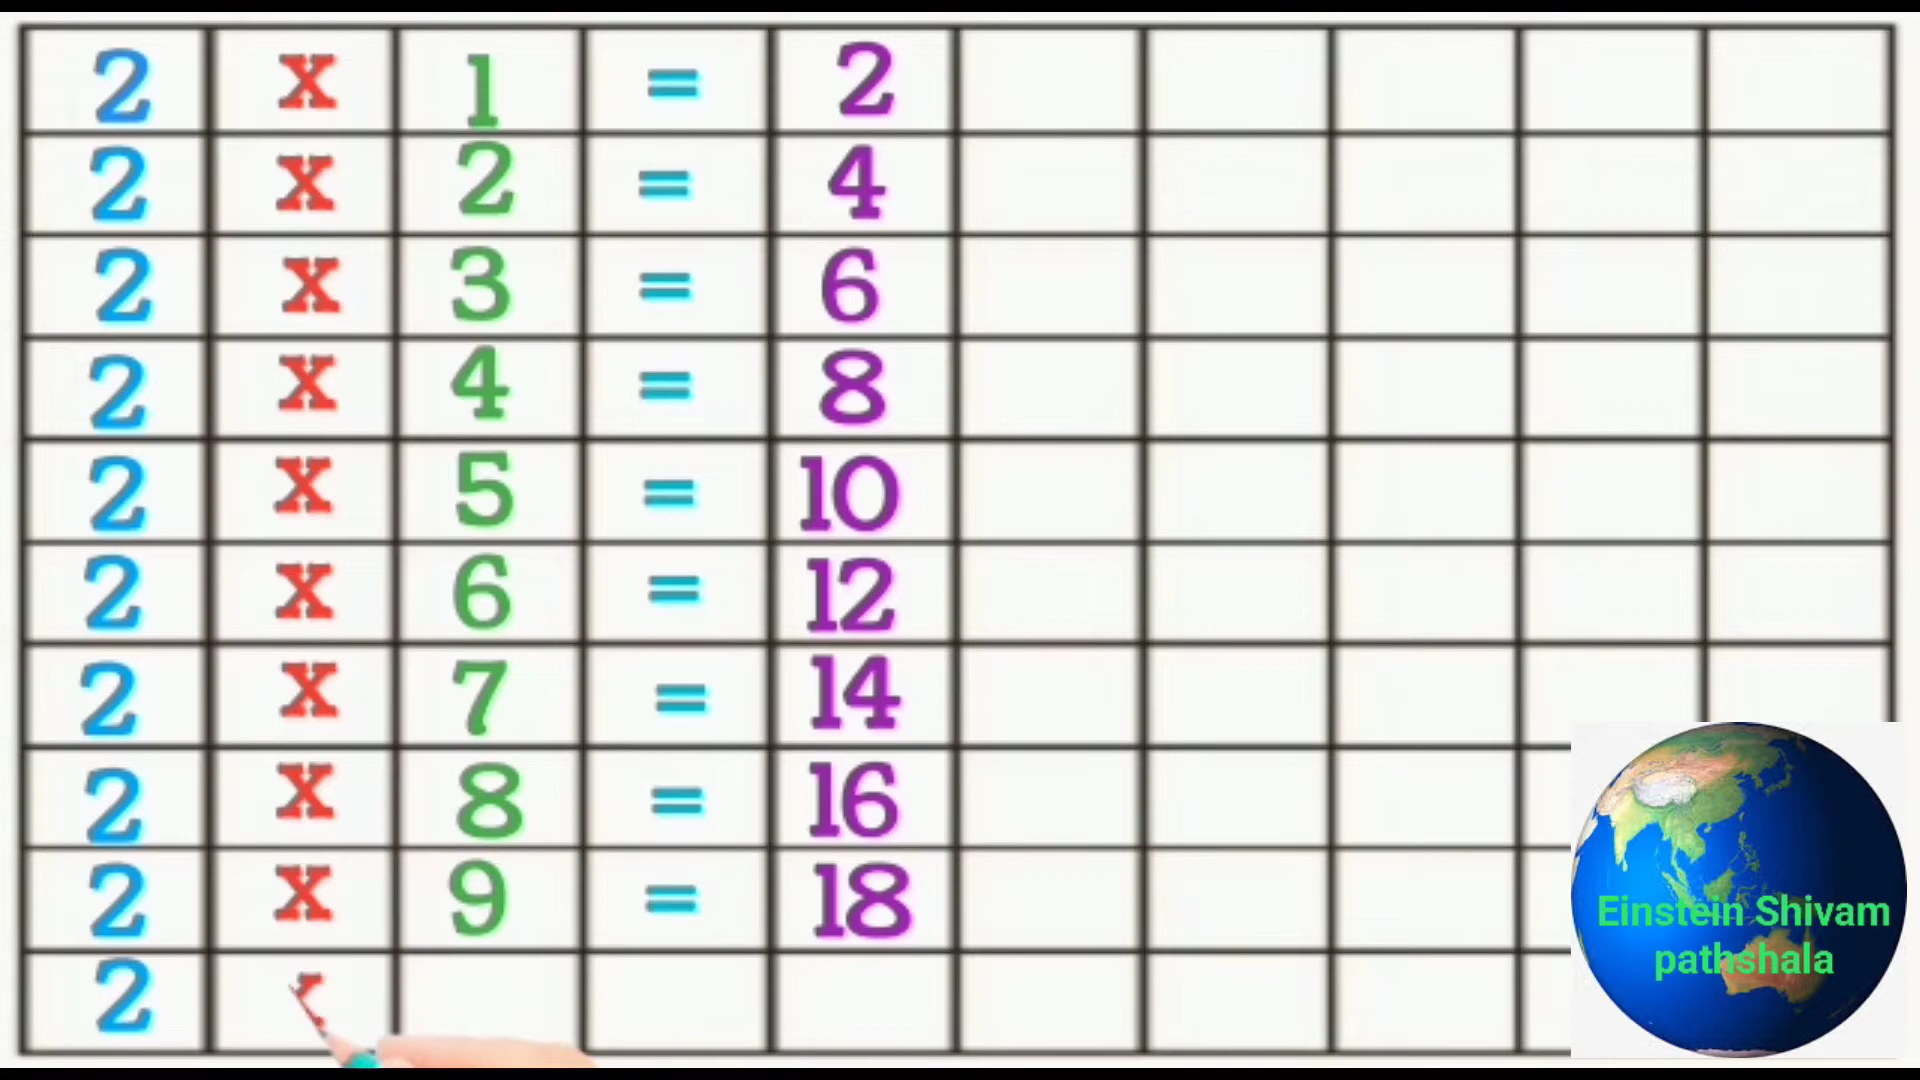 2 x 1 = 2
2 x 2 = 4
2 x 3 = 6
2 x 4 = 8
2 x 5 = 10
2 x 6 = 12
2 x 7 = 14
2 x 8 = 16
2 x 9 = 18
2
Einstein Shivam
pathshala